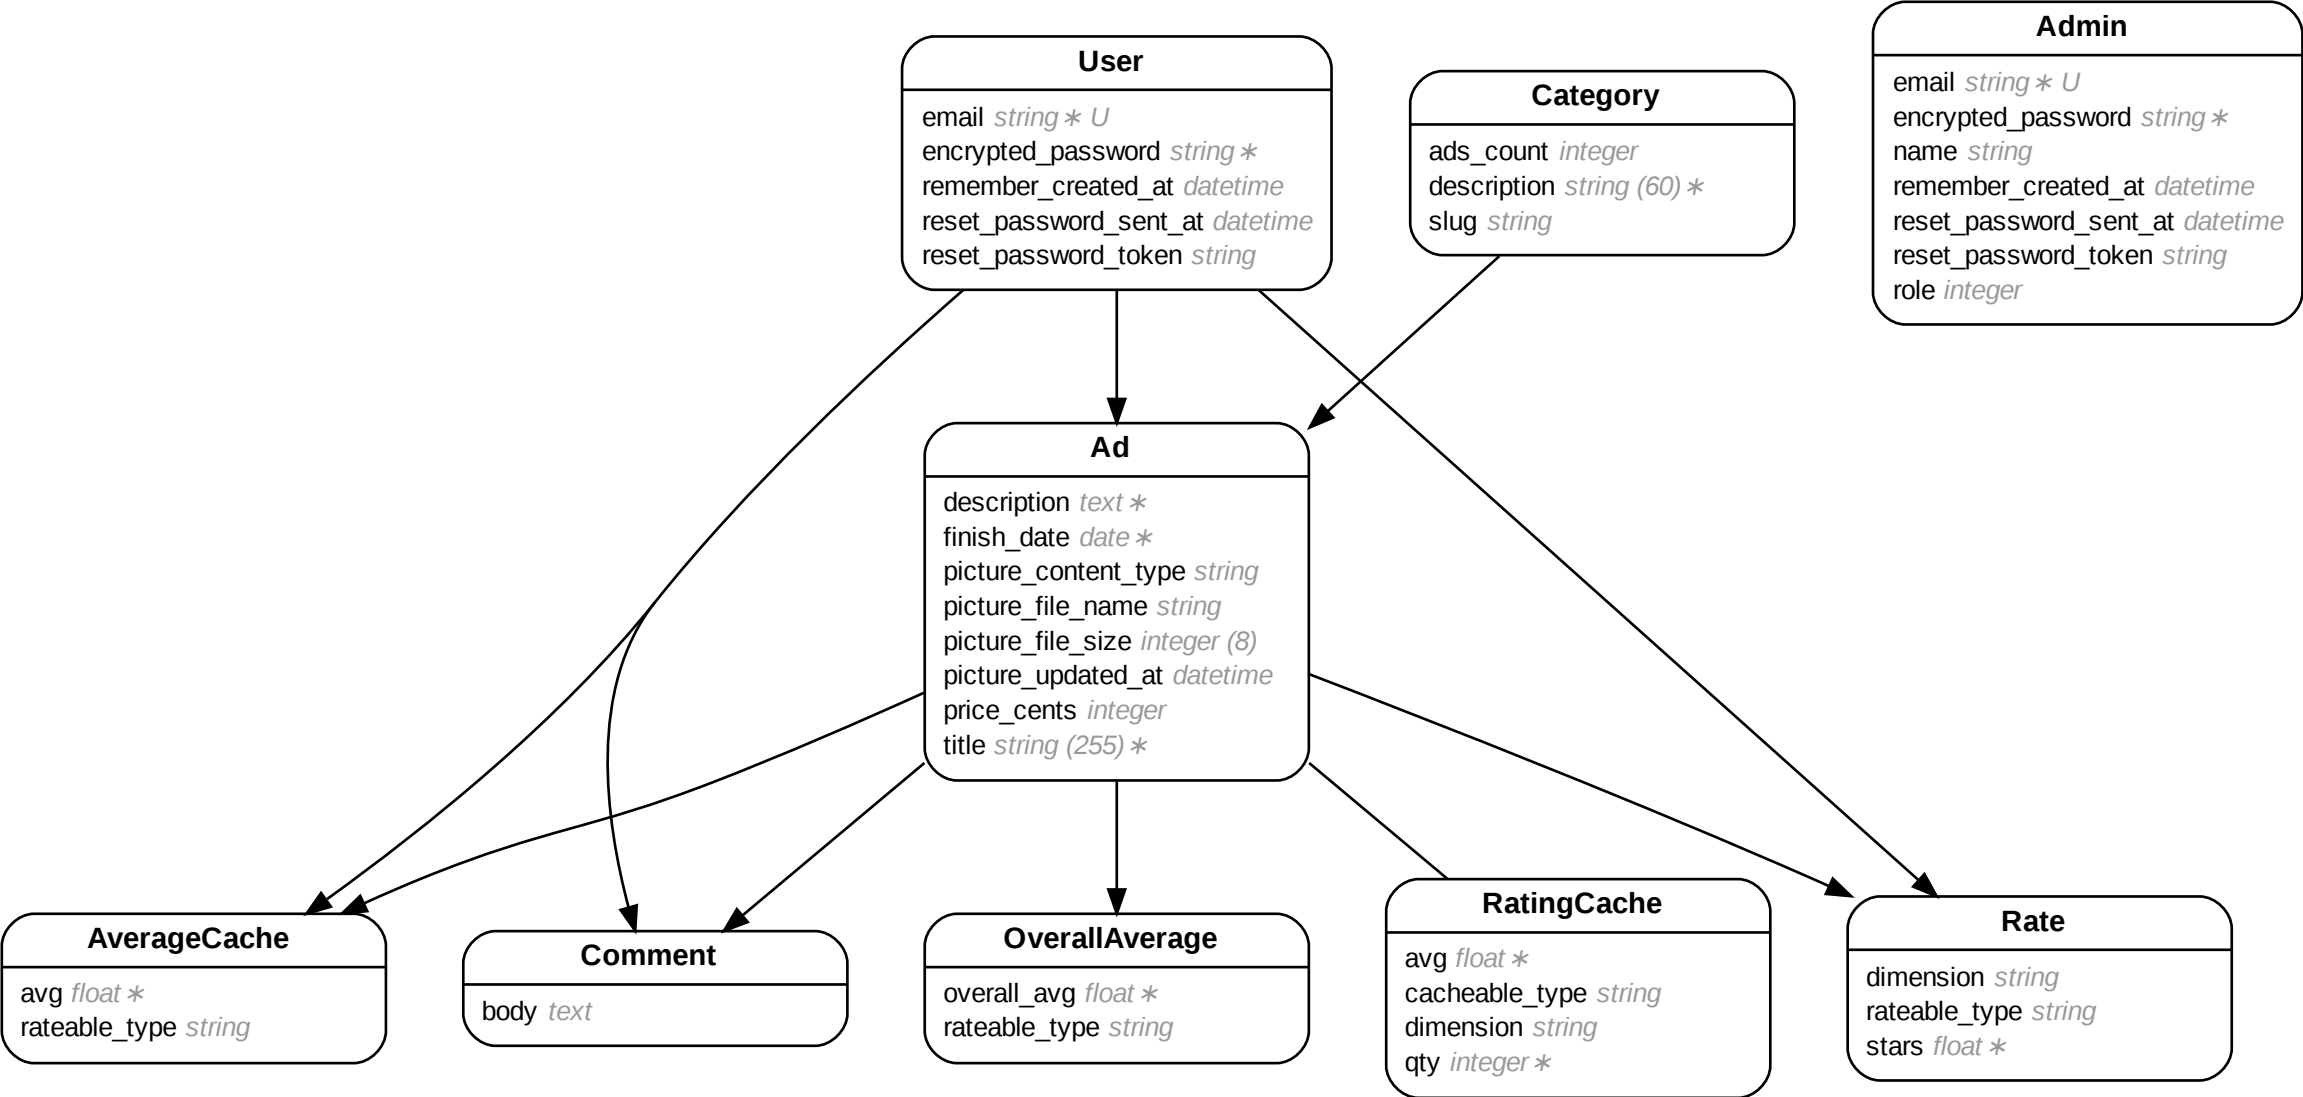 User
email string∗ U
encrypted_password string∗
remember_created_at datetime
reset_password_sent_at datetime
reset_password_token string
Category
ads_count integer
description string (60)∗
slug string
Admin
email string∗ U
encrypted_password string∗
name string
remember_created_at datetime
reset_password_sent_at datetime
reset_password_token string
role integer
Ad
description text∗
finish_date date∗
picture_content_type string
picture_file_name string
picture_file_size integer (8)
picture_updated_at datetime
price_cents integer
title string (255)∗
AverageCache
avg float∗
rateable_type string
Comment
body text
OverallAverage
overall_avg float∗
rateable_type string
RatingCache
avg float∗
cacheable_type string
dimension string
qty integer∗
Rate
dimension string
rateable_type string
stars float∗